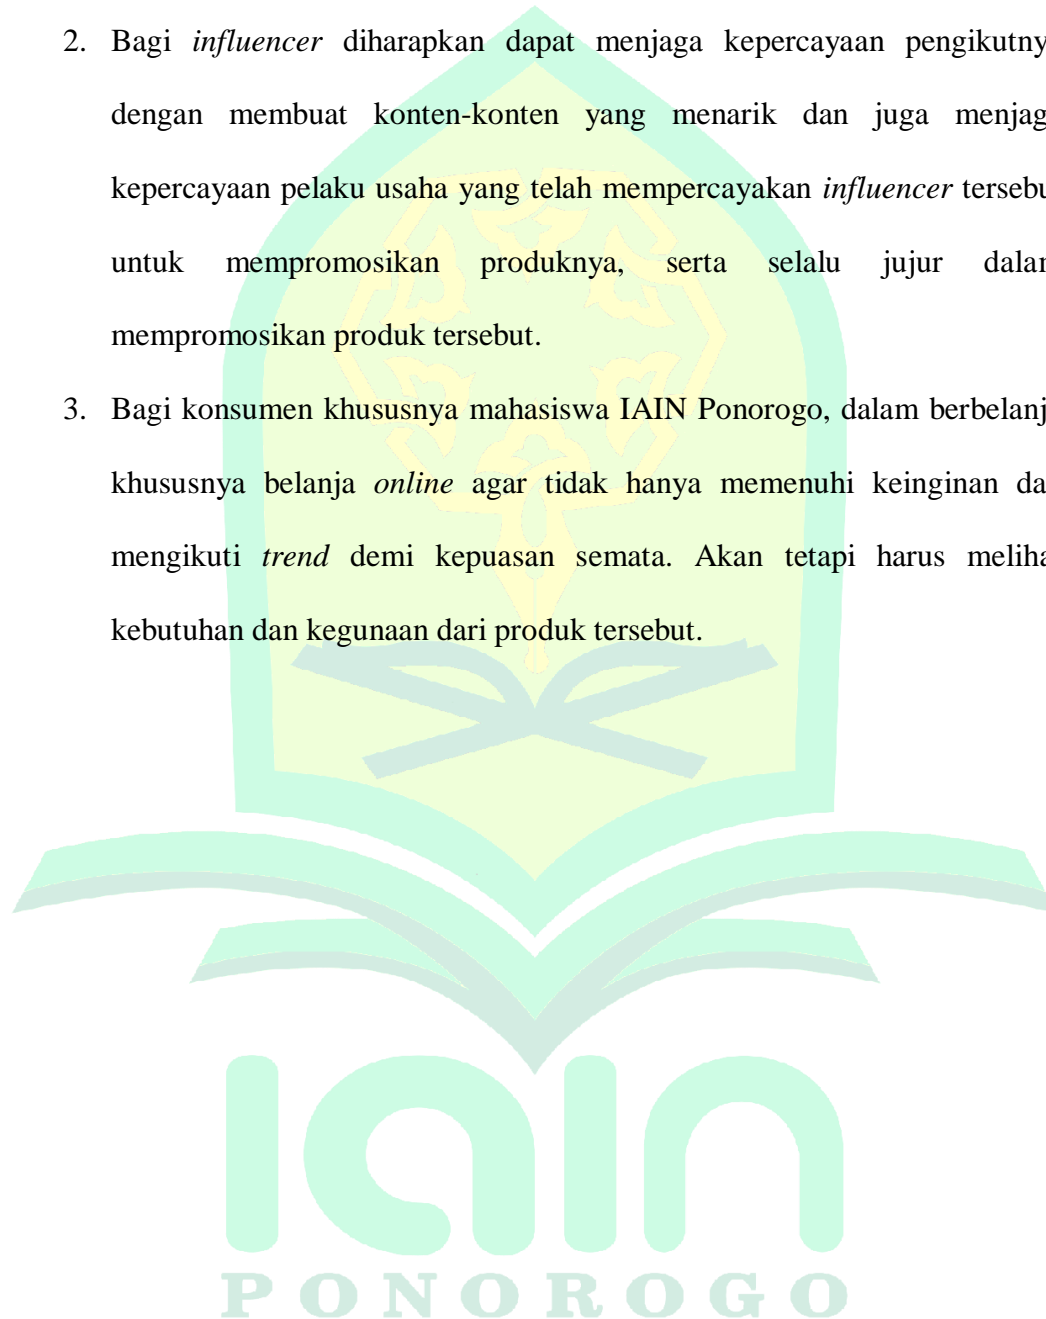 2. Bagi influencer diharapkan dapat menjaga kepercayaan pengikutny
dengan membuat konten-konten yang menarik dan juga menjag
kepercayaan pelaku usaha yang telah mempercayakan influencer tersebu
untuk mempromosikan produknya, serta selalu jujur dalam
mempromosikan produk tersebut.
3. Bagi konsumen khususnya mahasiswa IAIN Ponorogo, dalam berbelanj
khususnya belanja online agar tidak hanya memenuhi keinginan da
mengikuti trend demi kepuasan semata. Akan tetapi harus meliha
kebutuhan dan kegunaan dari produk tersebut.
iain
PONOROGO